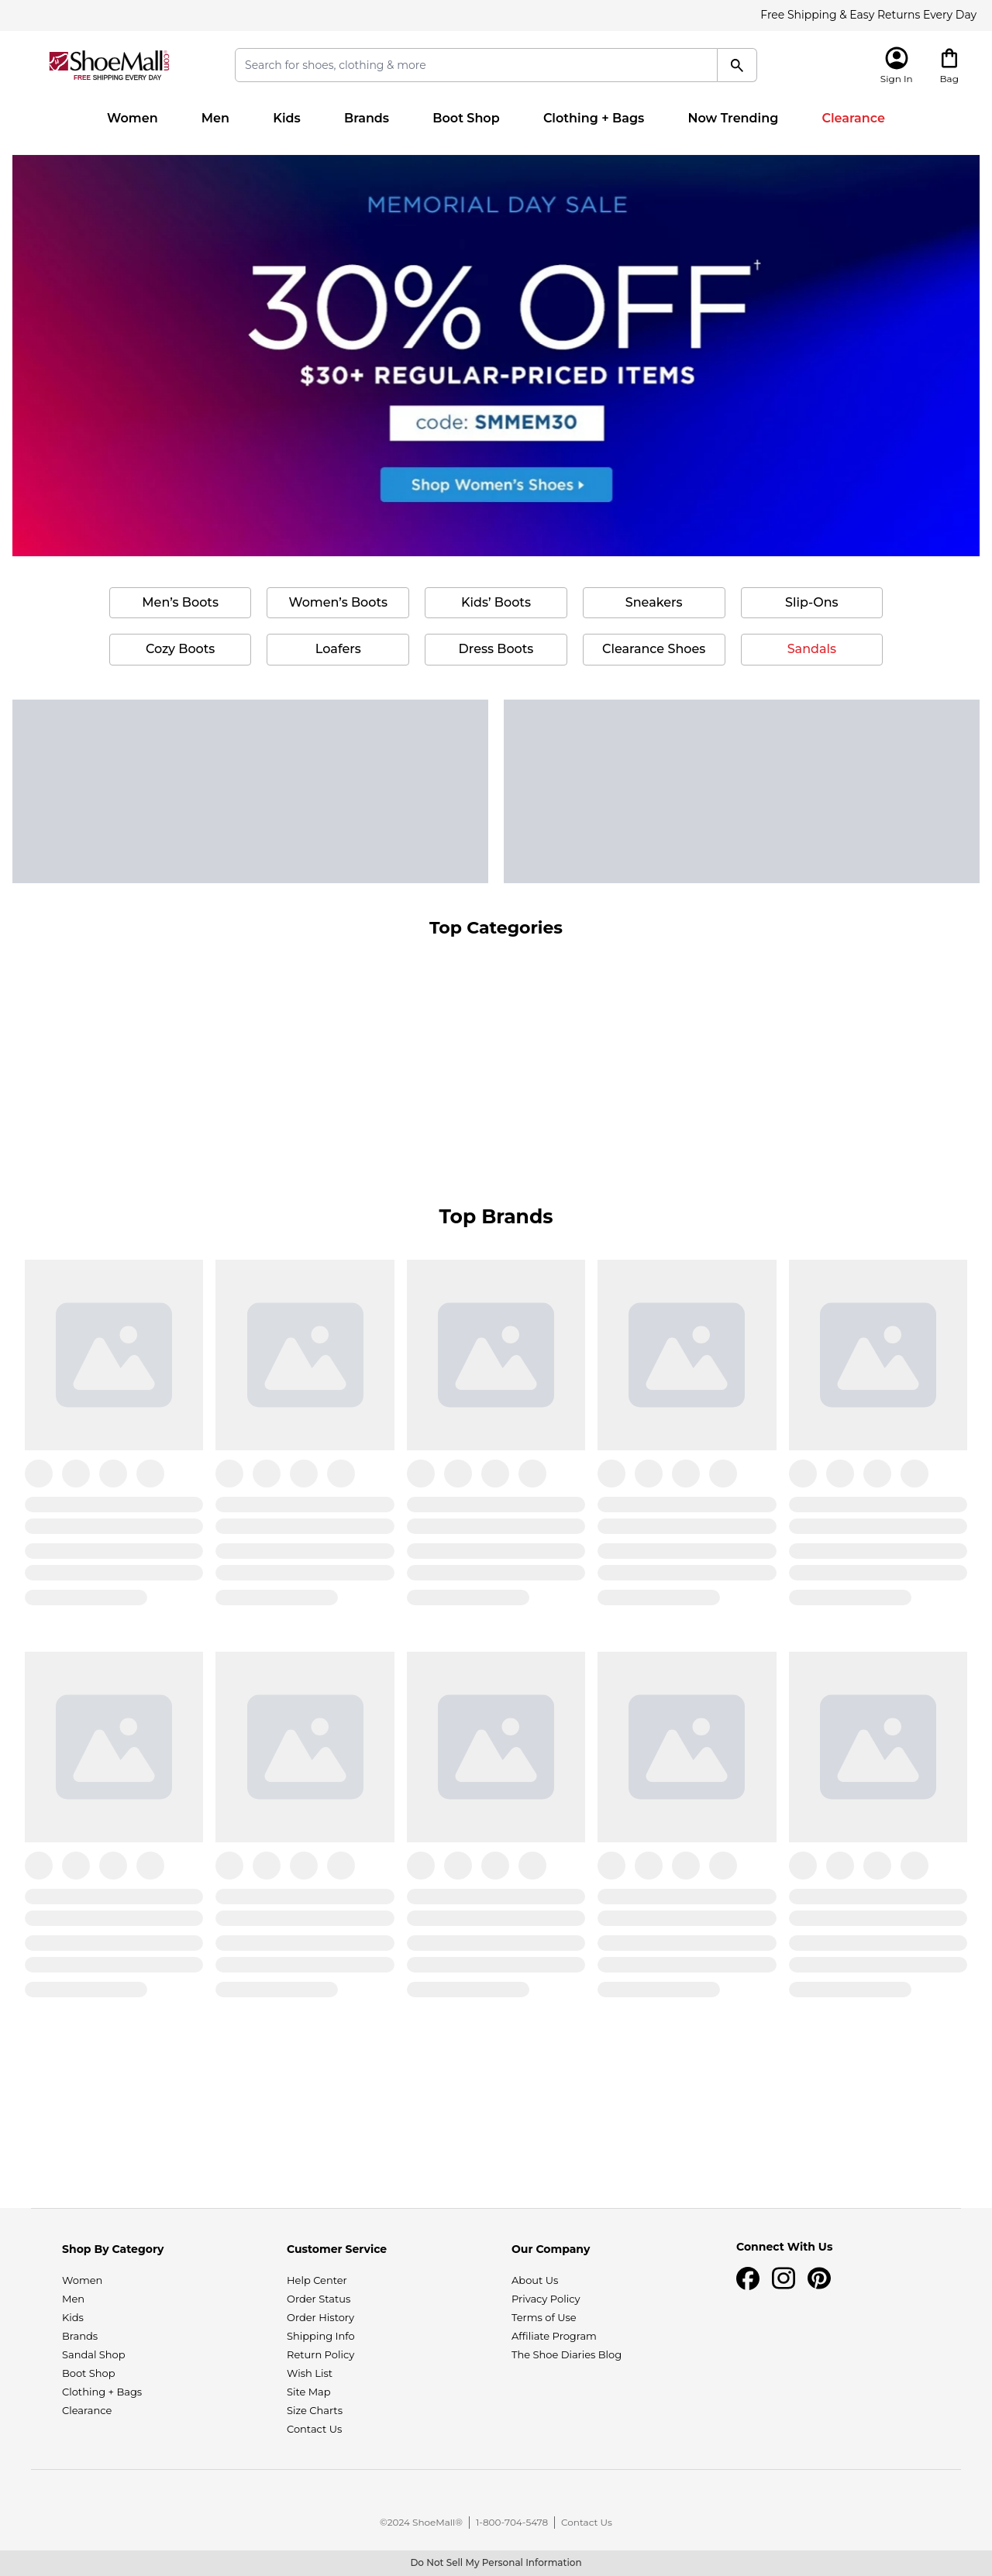 Free Shipping & Easy Returns Every Day
ShoeMall.com
FREE SHIPPING EVERY DAY
Search for shoes, clothing & more
Sign In
Bag
Women Men Kids Brands Boot Shop Clothing + Bags Now Trending Clearance
MEMORIAL DAY SALE
30% OFF†
$30+ REGULAR-PRICED ITEMS
code: SMMEM30
Shop Women's Shoes
Men’s Boots Women’s Boots Kids’ Boots Sneakers Slip-Ons
Cozy Boots Loafers Dress Boots Clearance Shoes Sandals
Top Categories
Top Brands
Shop By Category
Women
Men
Kids
Brands
Sandal Shop
Boot Shop
Clothing + Bags
Clearance
Customer Service
Help Center
Order Status
Order History
Shipping Info
Return Policy
Wish List
Site Map
Size Charts
Contact Us
Our Company
About Us
Privacy Policy
Terms of Use
Affiliate Program
The Shoe Diaries Blog
Connect With Us
©2024 ShoeMall® | 1-800-704-5478 | Contact Us
Do Not Sell My Personal Information